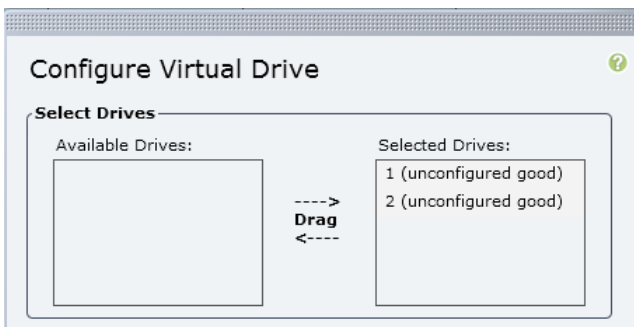 Configure Virtual Drive
?
Select Drives
Available Drives:
Selected Drives:
1 (unconfigured good)
2 (unconfigured good)
---->
Drag
<----